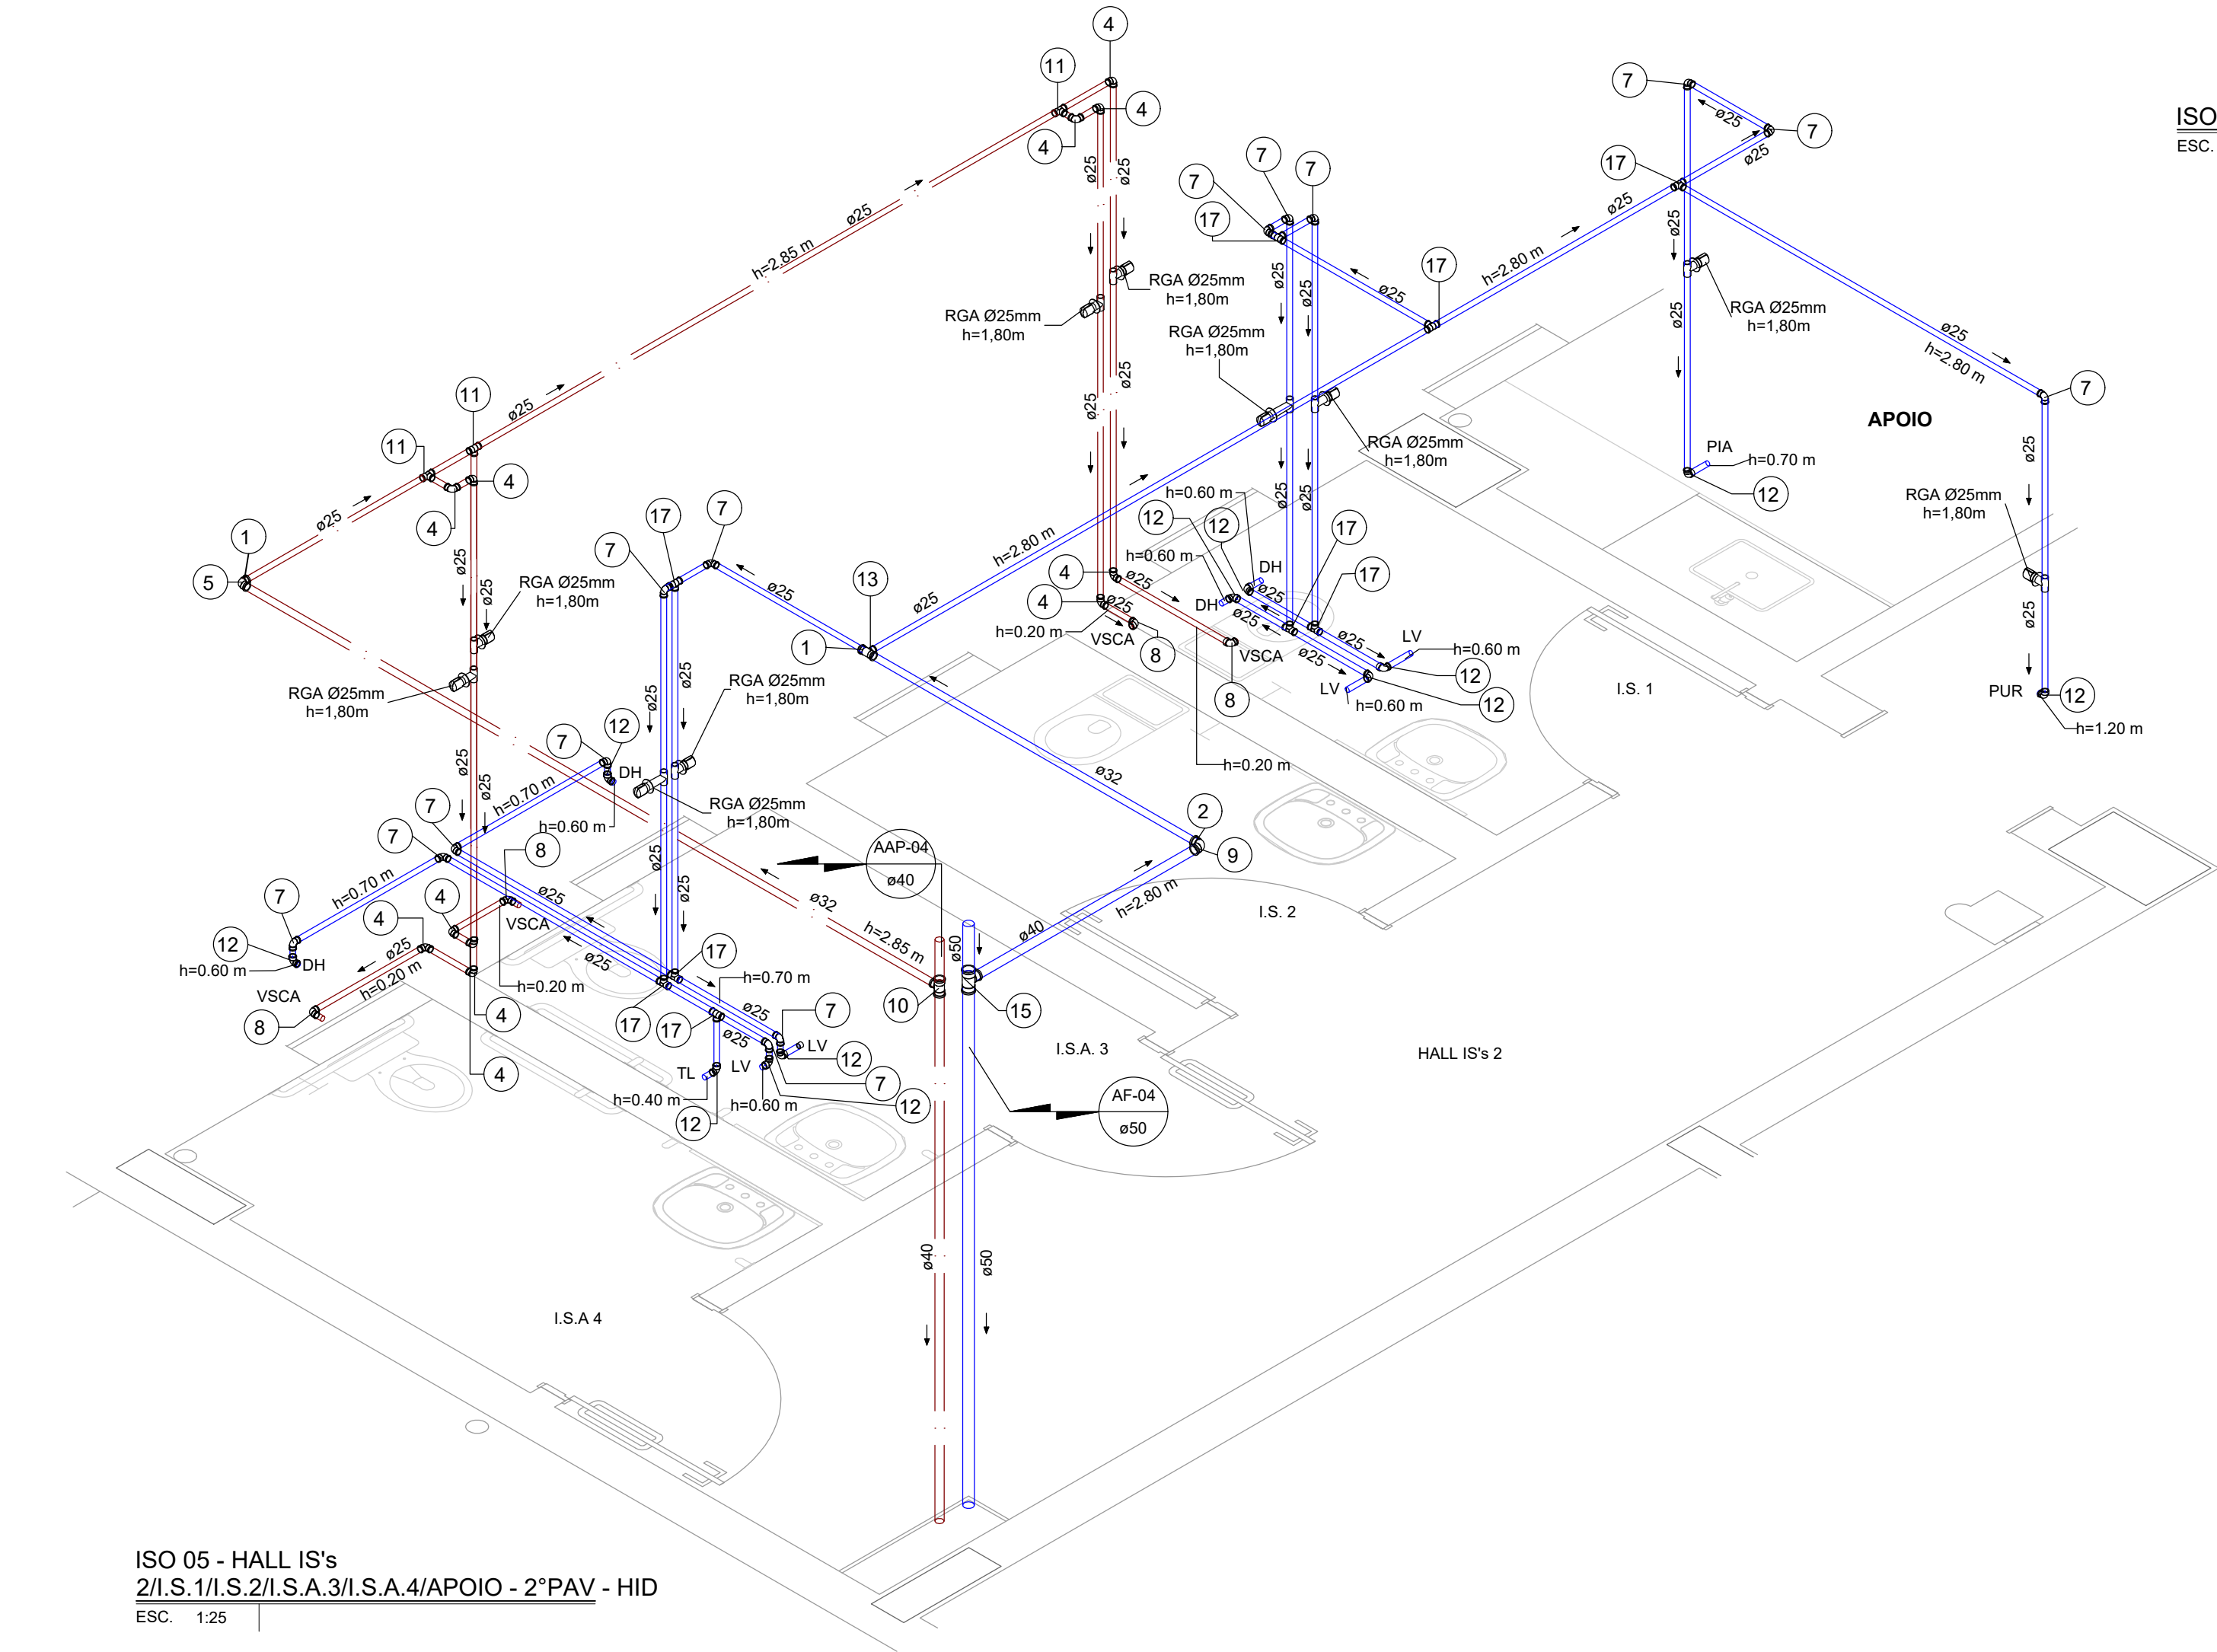 4
11
4
4
7
7
ø25
ø25
17
ISO
ESC.
7
7
7
17
ø25
ø25
ø25
ø25
h=2.85 m
ø25
h=2.80 m
17
ø25
ø25
ø25
RGA Ø25mm
h=1,80m
RGA Ø25mm
h=1,80m
RGA Ø25mm
h=1,80m
RGA Ø25mm
h=1,80m
ø25
ø25
h=2.80 m
7
APOIO
11
ø25
11
4
4
ø25
ø25
ø25
RGA Ø25mm
h=1,80m
PIA
h=0.70 m
12
ø25
RGA Ø25mm
h=1,80m
ø25
ø25
h=0.60 m
12
12
h=0.60 m
17
17
1
5
ø25
ø25
RGA Ø25mm
h=1,80m
17
7
7
ø25
13
h=2.80 m
ø25
4
ø25
4
ø25
h=0.20 m
VSCA
8
VSCA
8
DH
DH
ø25
ø25
ø25
ø25
LV
h=0.60 m
12
LV
h=0.60 m
12
I.S. 1
ø25
PUR
12
h=1.20 m
1
RGA Ø25mm
h=1,80m
ø25
ø25
RGA Ø25mm
h=1,80m
ø25
ø25
7
12
DH
h=0.70 m
h=0.60 m
RGA Ø25mm
h=1,80m
h=0.20 m
ø32
2
9
AAP-04
ø40
7
7
8
ø25
ø25
ø25
h=0.70 m
7
4
4
VSCA
12
h=0.60 m
DH
ø25
h=0.20 m
VSCA
8
h=0.20 m
4
4
ø25
17
h=0.70 m
ø32
h=2.85 m
ø50
ø40
h=2.80 m
I.S. 2
10
15
17
17
ø25
ø25
7
LV
12
LV
7
12
TL
h=0.40 m
h=0.60 m
12
I.S.A. 3
HALL IS's 2
AF-04
ø50
ø40
ø50
I.S.A 4
ISO 05 - HALL IS's
2/I.S.1/I.S.2/I.S.A.3/I.S.A.4/APOIO - 2°PAV - HID
ESC. 1:25